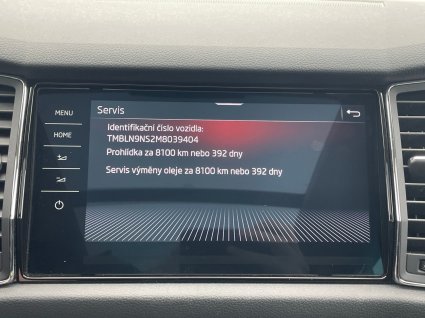 MENU
HOME
Servis
Identifikační číslo vozidla:
TMBLN9NS2M8039404
Prohlídka za 8100 km nebo 392 dny
Servis výměny oleje za 8100 km nebo 392 dny